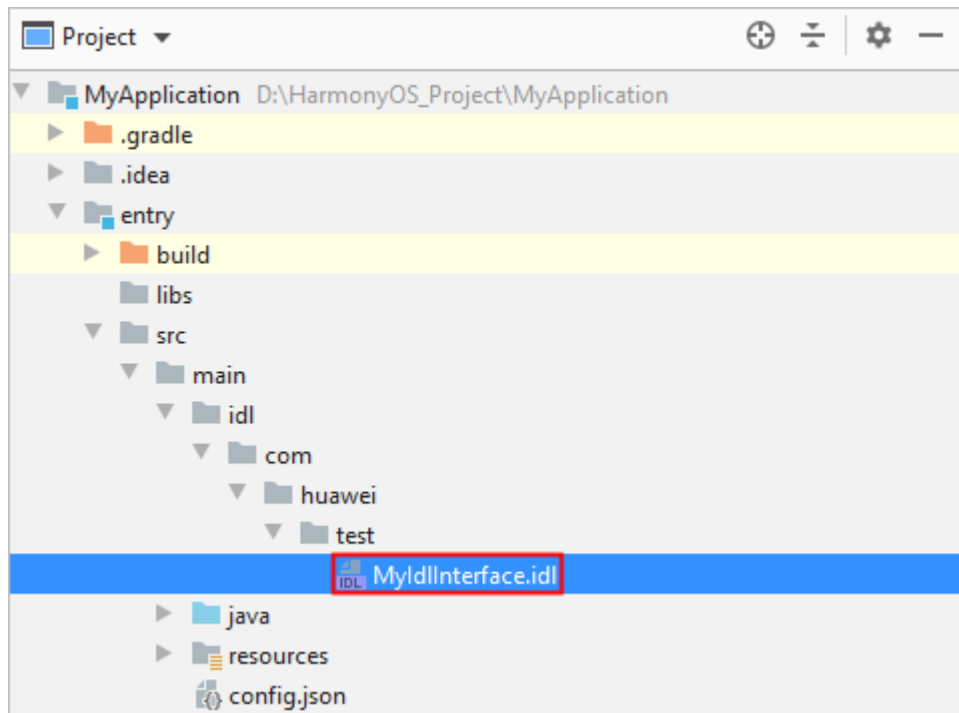 Project
MyApplication D:\HarmonyOS_Project\MyApplication
.gradle
.idea
entry
build
libs
src
main
idl
com
huawei
test
IDL MyIdlInterface.idl
java
resources
config.json